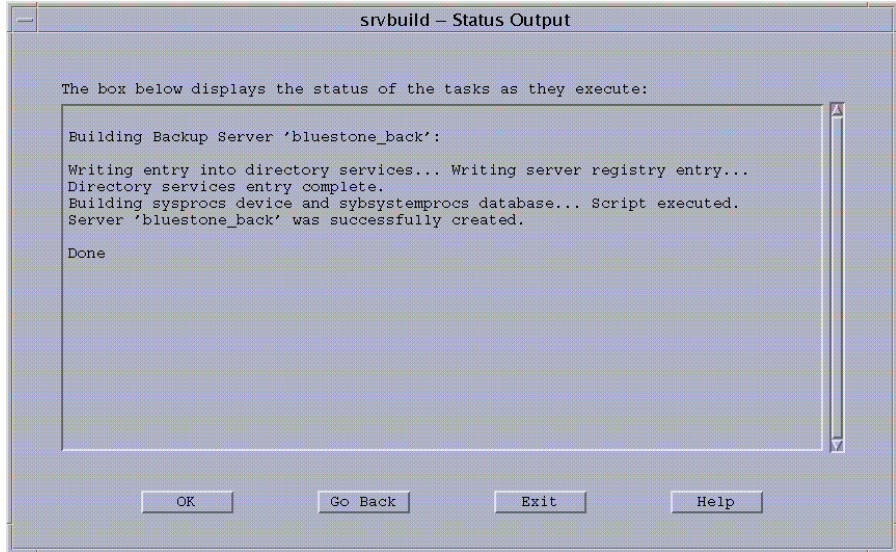 srvbuild – Status Output
The box below displays the status of the tasks as they execute:
Building Backup Server 'bluestone_back':
Writing entry into directory services... Writing server registry entry...
Directory services entry complete.
Building sysprocs device and sybsystemprocs database... Script executed.
Server 'bluestone_back' was successfully created.
Done
OK Go Back Exit Help